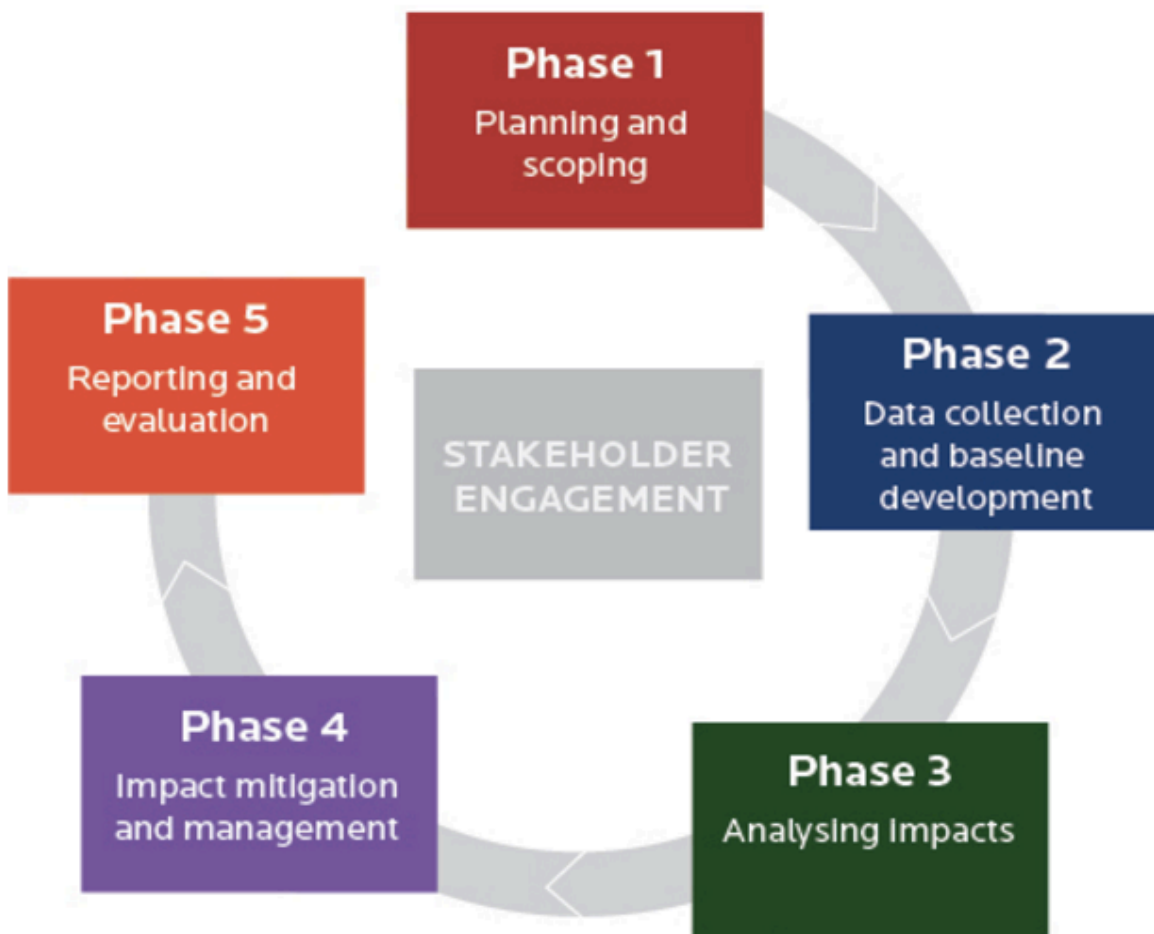 Phase 1
Planning and
scoping
Phase 2
Data collection
and baseline
development
Phase 3
Analysing impacts
Phase 4
Impact mitigation
and management
Phase 5
Reporting and
evaluation
STAKEHOLDER
ENGAGEMENT